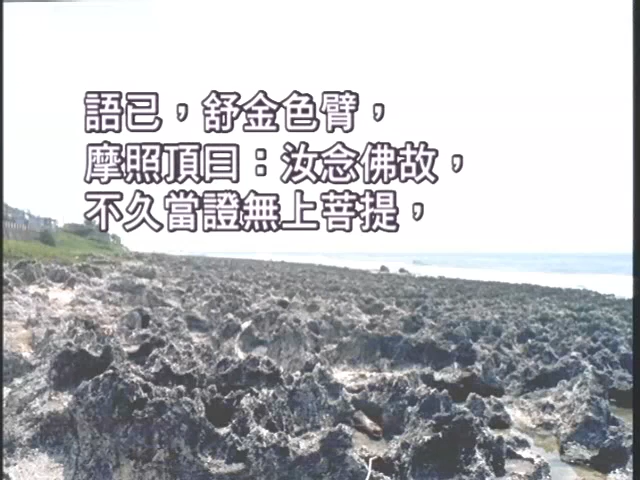 語已，舒金色臂，
摩照頂曰：汝念佛故，
不久當證無上菩提，